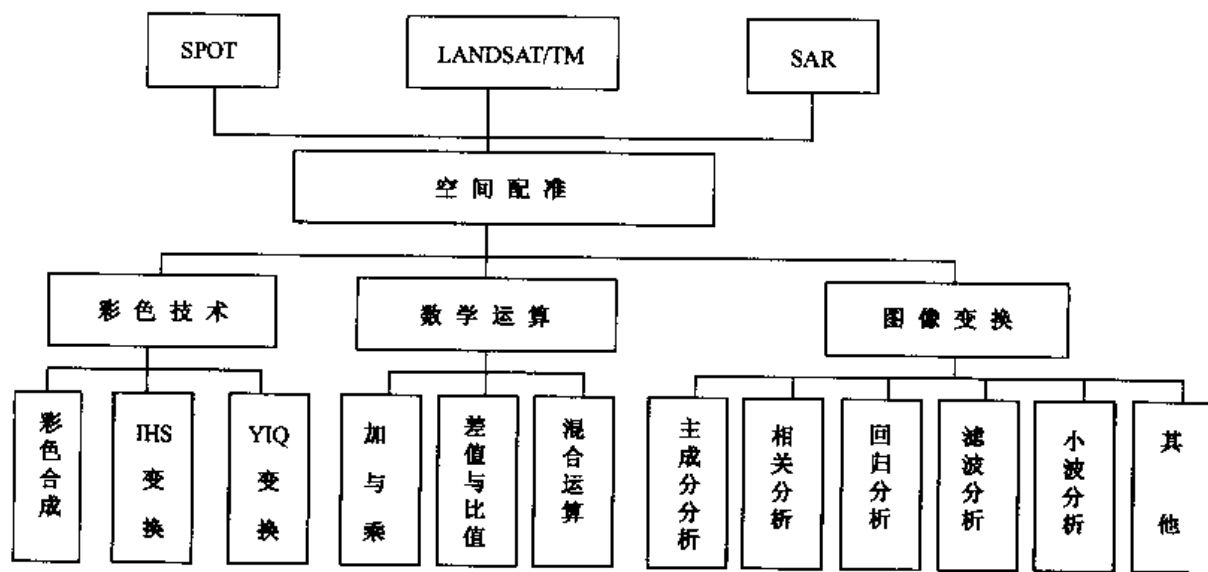 SPOT
LANDSAT/TM
SAR
空间配准
彩色技术
数学运算
图像变换
彩色合成
IHS变换
YIQ变换
加与乘
差值与比值
混合运算
主成分分析
相关分析
回归分析
滤波分析
小波分析
其他